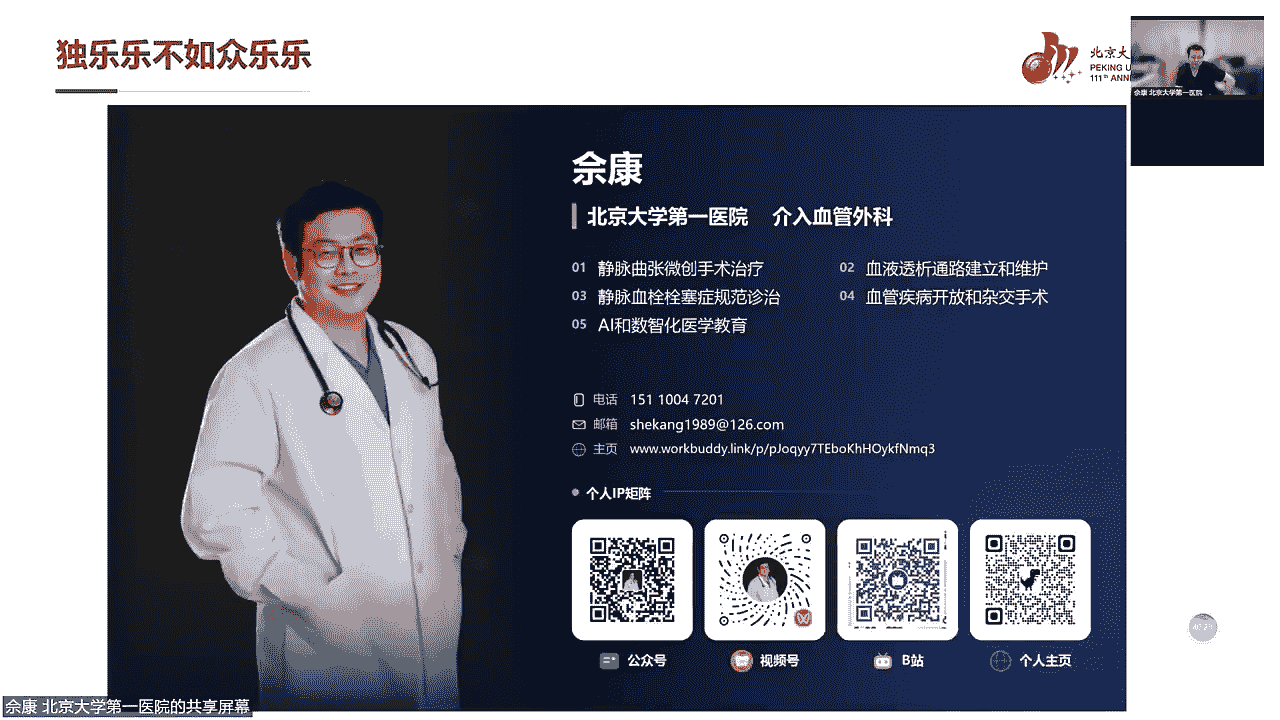 独乐乐不如众乐乐
北京大
PEKING U
111th ANNI
佘康 北京大学第一医院
佘康
北京大学第一医院 介入血管外科
01 静脉曲张微创手术治疗
02 血液透析通路建立和维护
03 静脉血栓栓塞症规范诊治
04 血管疾病开放和杂交手术
05 AI和数智化医学教育
电话 151 1004 7201
邮箱 shekang1989@126.com
主页 www.workbuddy.link/p/pJoqyy7TEboKhHOykfNmq3
个人IP矩阵
公众号
视频号
B站
个人主页
佘康 北京大学第一医院的共享屏幕